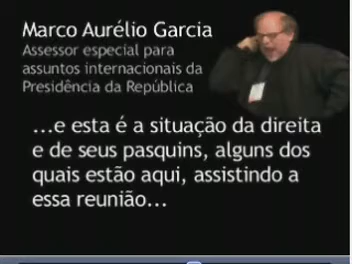 Marco Aurélio Garcia
Assessor especial para
assuntos internacionais da
Presidência da República
...e esta é a situação da direita
e de seus pasquins, alguns dos
quais estão aqui, assistindo a
essa reunião...